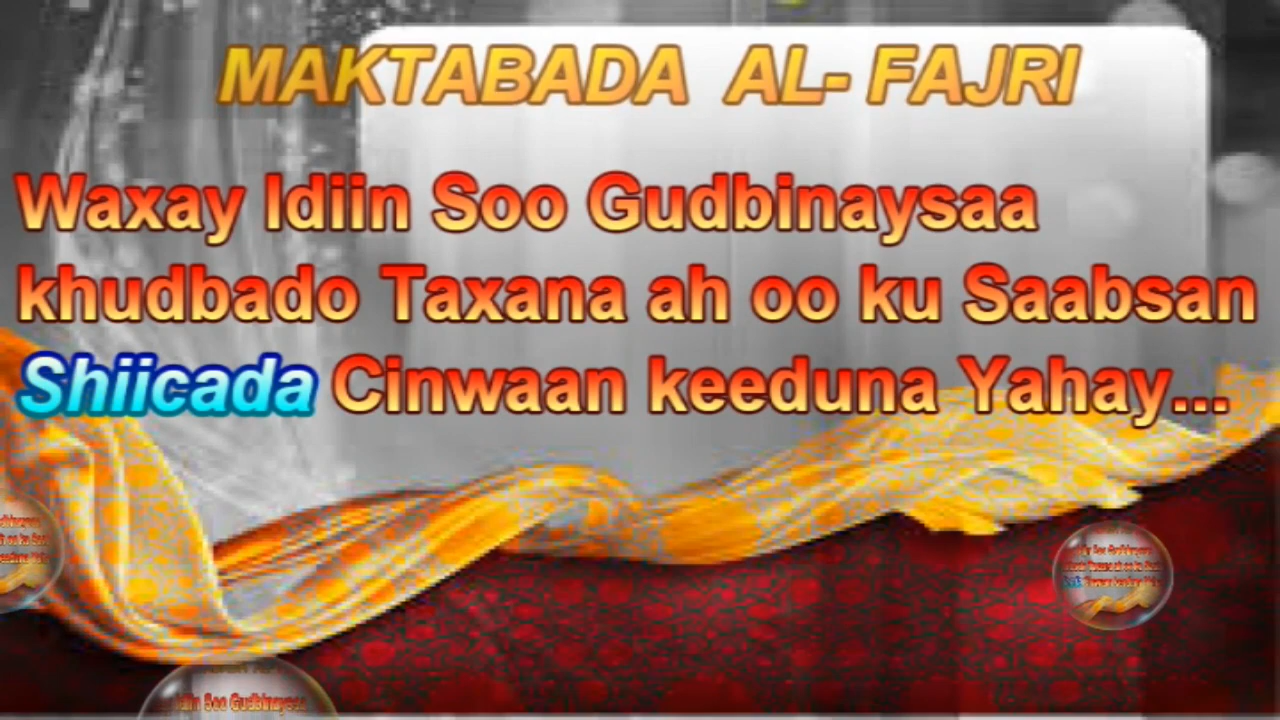 MAKTABADA AL- FAJRI
Waxay Idiin Soo Gudbinaysaa
khudbado Taxana ah oo ku Saabsan
Shiicada Cinwaan keeduna Yahay...